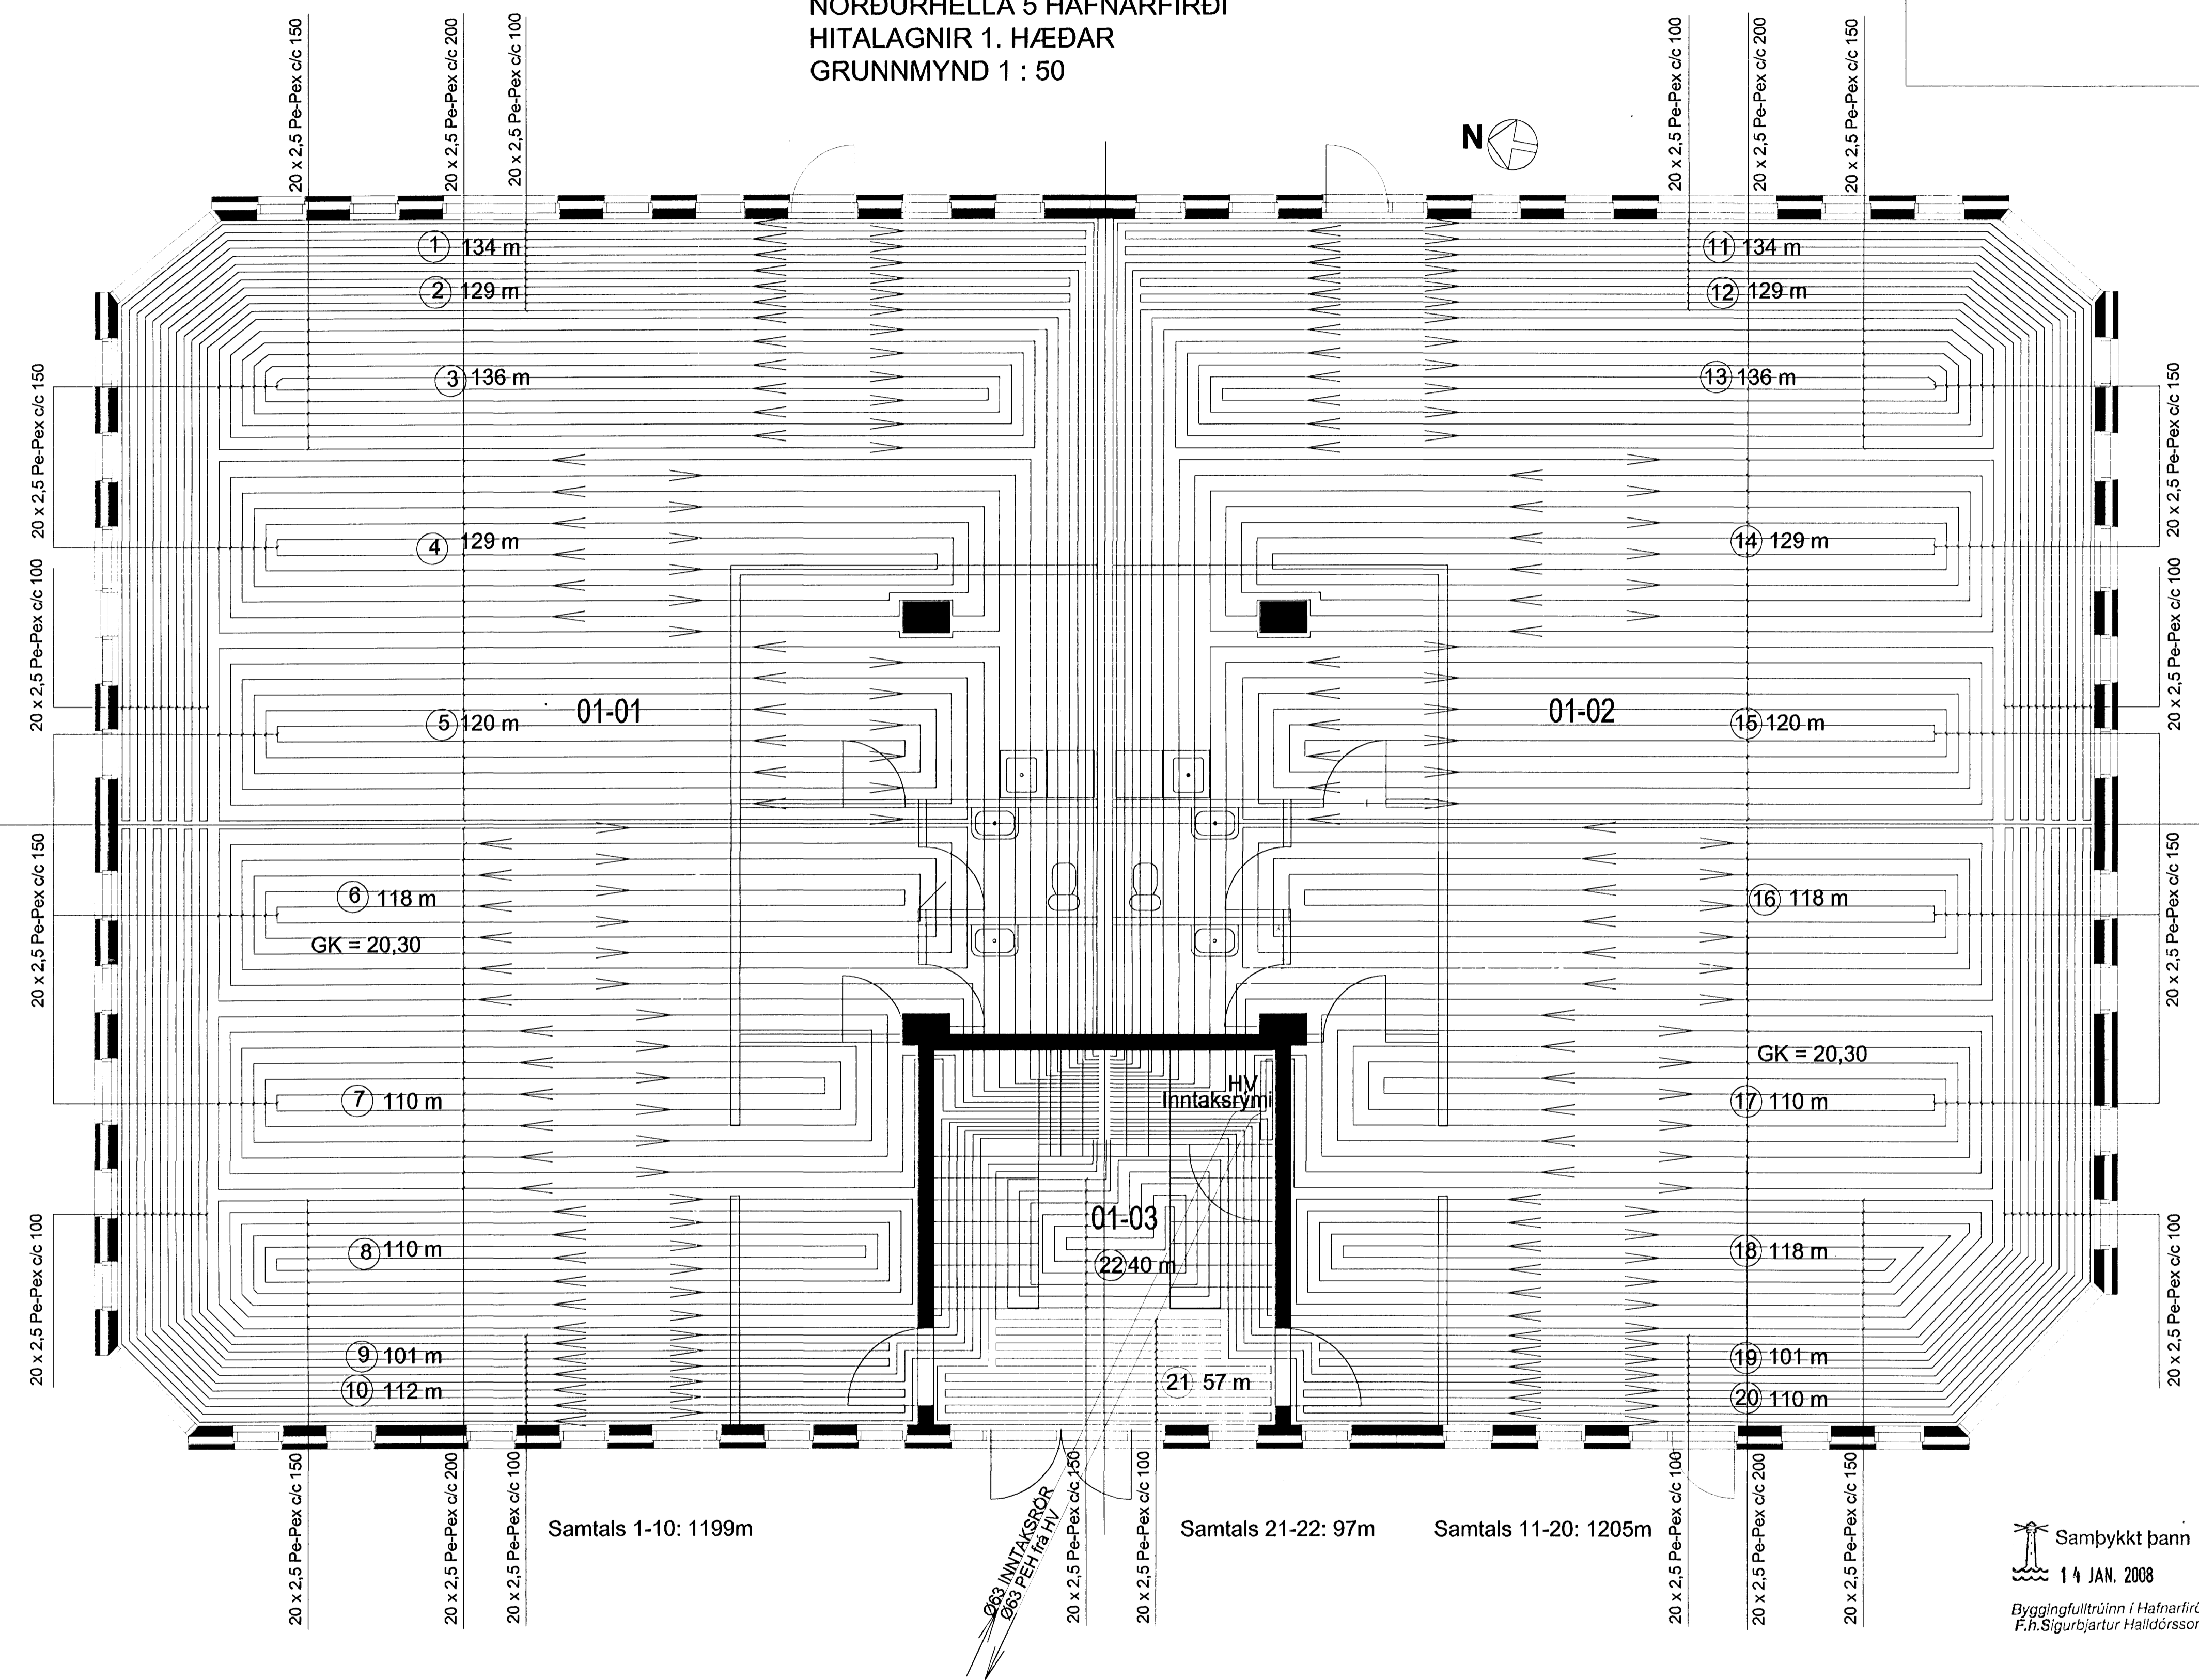 NORÐURHELLA 5 HAFNARFIRÐI
HITALAGNIR 1. HÆÐAR
GRUNNMYND 1 : 50
20 x 2,5 Pe-Pex c/c 150
20 x 2,5 Pe-Pex c/c 200
20 x 2,5 Pe-Pex c/c 100
20 x 2,5 Pe-Pex c/c 100
20 x 2,5 Pe-Pex c/c 200
20 x 2,5 Pe-Pex c/c 150
N
1 134 m
11 134 m
2 129 m
12 129 m
3 136 m
13 136 m
20 x 2,5 Pe-Pex c/c 150
20 x 2,5 Pe-Pex c/c 150
4 129 m
14 129 m
20 x 2,5 Pe-Pex c/c 100
20 x 2,5 Pe-Pex c/c 100
01-01
01-02
5 120 m
15 120 m
6 118 m
16 118 m
20 x 2,5 Pe-Pex c/c 150
20 x 2,5 Pe-Pex c/c 150
GK = 20,30
GK = 20,30
HV
Inntaksrými
7 110 m
17 110 m
01-03
8 110 m
18 118 m
22 40 m
20 x 2,5 Pe-Pex c/c 100
20 x 2,5 Pe-Pex c/c 100
9 101 m
19 101 m
10 112 m
21 57 m
20 110 m
20 x 2,5 Pe-Pex c/c 150
20 x 2,5 Pe-Pex c/c 200
20 x 2,5 Pe-Pex c/c 100
Samtals 1-10: 1199m
Ø63 INNTAKSRÖR
Ø63 PEH frá HV
20 x 2,5 Pe-Pex c/c 150
20 x 2,5 Pe-Pex c/c 100
Samtals 21-22: 97m
Samtals 11-20: 1205m
20 x 2,5 Pe-Pex c/c 100
20 x 2,5 Pe-Pex c/c 200
20 x 2,5 Pe-Pex c/c 150
Samþykkt þann
14 JAN. 2008
Byggingfulltrúinn í Hafnarfirð
F.h.Sigurbjartur Halldórsson